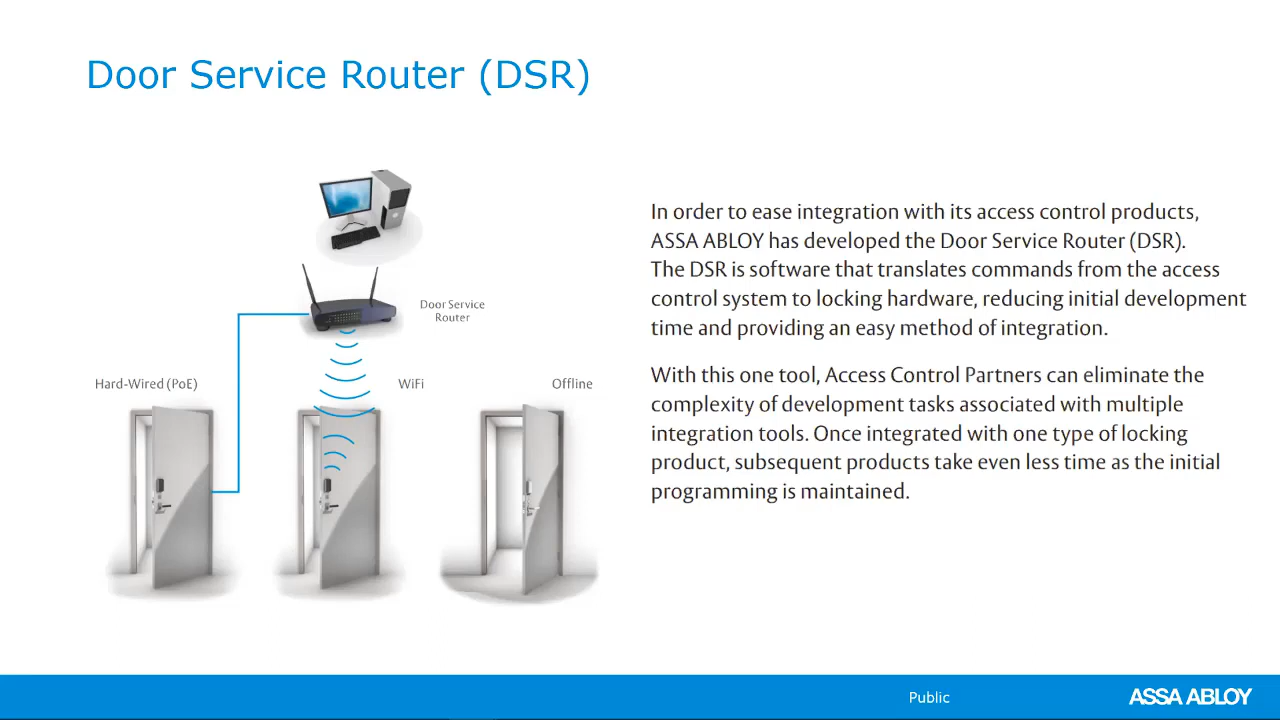 Door Service Router (DSR)
Door Service
Router
Hard-Wired (PoE)
WiFi
Offline
In order to ease integration with its access control products,
ASSA ABLOY has developed the Door Service Router (DSR).
The DSR is software that translates commands from the access
control system to locking hardware, reducing initial development
time and providing an easy method of integration.
With this one tool, Access Control Partners can eliminate the
complexity of development tasks associated with multiple
integration tools. Once integrated with one type of locking
product, subsequent products take even less time as the initial
programming is maintained.
Public
ASSA ABLOY